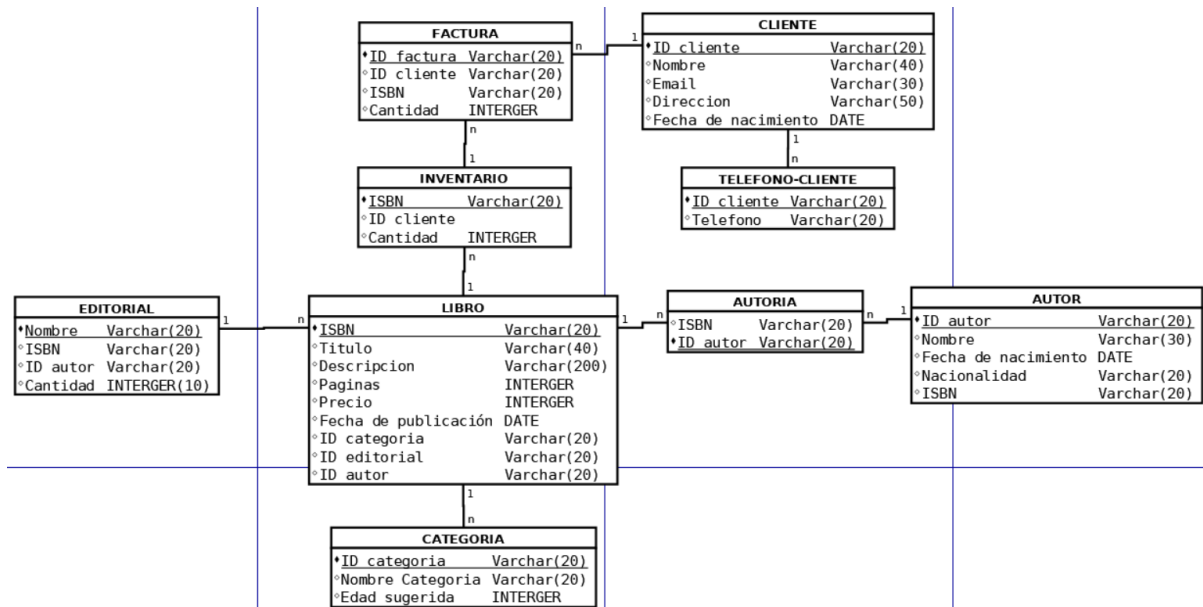 FACTURA
ID factura Varchar(20)
ID cliente Varchar(20)
ISBN Varchar(20)
Cantidad INTERGER
n
1
CLIENTE
ID cliente Varchar(20)
Nombre Varchar(40)
Email Varchar(30)
Direccion Varchar(50)
Fecha de nacimiento DATE
n
1
1
n
INVENTARIO
ISBN Varchar(20)
ID cliente
Cantidad INTERGER
TELEFONO-CLIENTE
ID cliente Varchar(20)
Telefono Varchar(20)
n
1
EDITORIAL
Nombre Varchar(20)
ISBN Varchar(20)
ID autor Varchar(20)
Cantidad INTERGER(10)
1
n
LIBRO
ISBN Varchar(20)
Titulo Varchar(40)
Descripcion Varchar(200)
Paginas INTERGER
Precio INTERGER
Fecha de publicación DATE
ID categoria Varchar(20)
ID editorial Varchar(20)
ID autor Varchar(20)
1
n
AUTORIA
ISBN Varchar(20)
ID autor Varchar(20)
n
1
AUTOR
ID autor Varchar(20)
Nombre Varchar(30)
Fecha de nacimiento DATE
Nacionalidad Varchar(20)
ISBN Varchar(20)
1
n
CATEGORIA
ID categoria Varchar(20)
Nombre Categoria Varchar(20)
Edad sugerida INTERGER